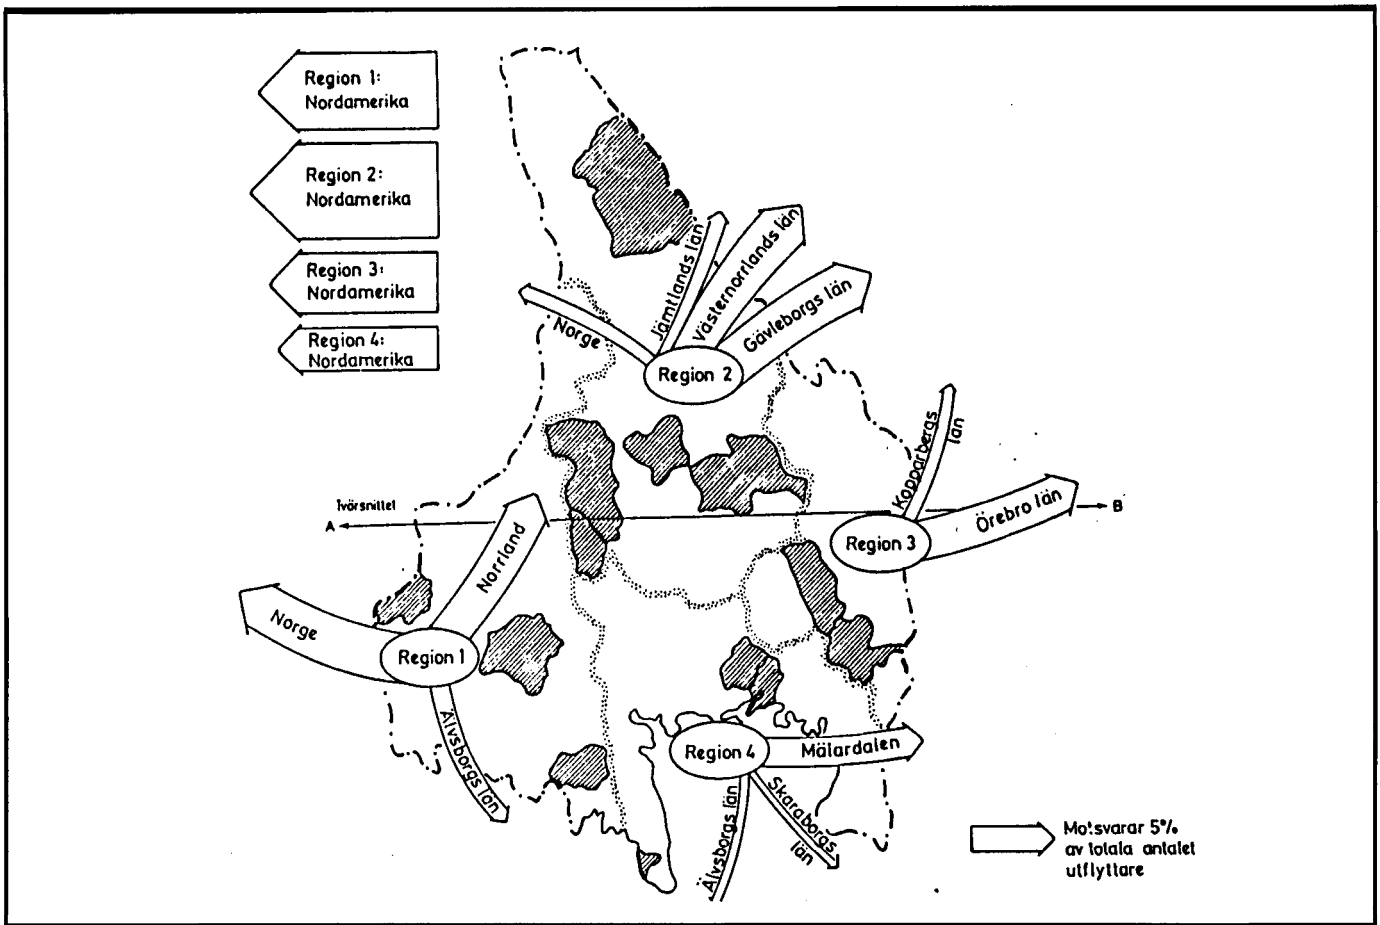 Region 1:
Nordamerika
Region 2:
Nordamerika
Region 3:
Nordamerika
Region 4:
Nordamerika
Norge
Jämtlands län
Västernorrlands län
Gävleborgs län
Region 2
Kopparbergs
län
Örebro län
Region 3
Tvärsnittet
A
B
Norrland
Norge
Region 1
Älvsborgs län
Region 4
Mälardalen
Älvsborgs län
Skaraborgs
län
Motsvarar 5%
av totala antalet
utflyttare